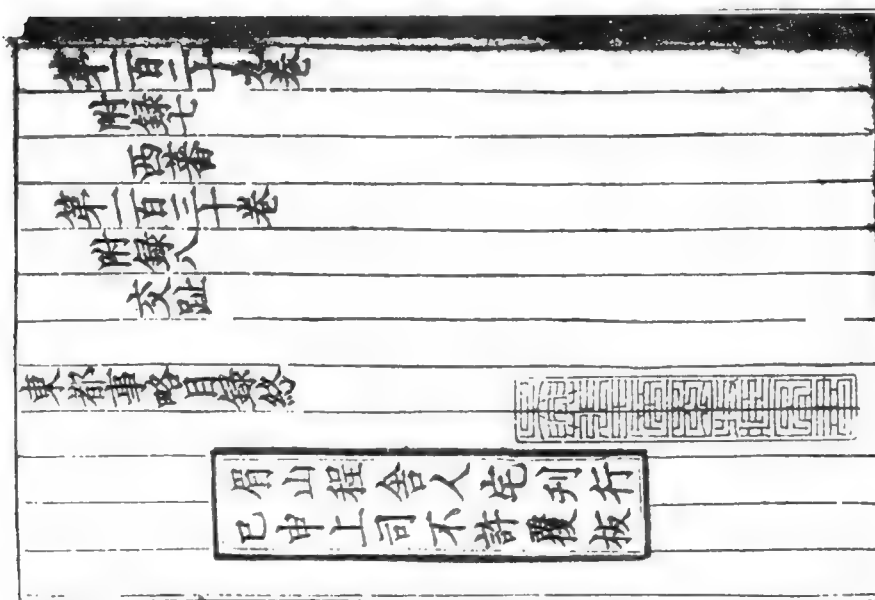 第一百二十九卷
附錄七
西蕃
第一百三十卷
附錄八
交趾
東都事略目錄終
眉山程舍人宅刊行
已申上司不許覆板